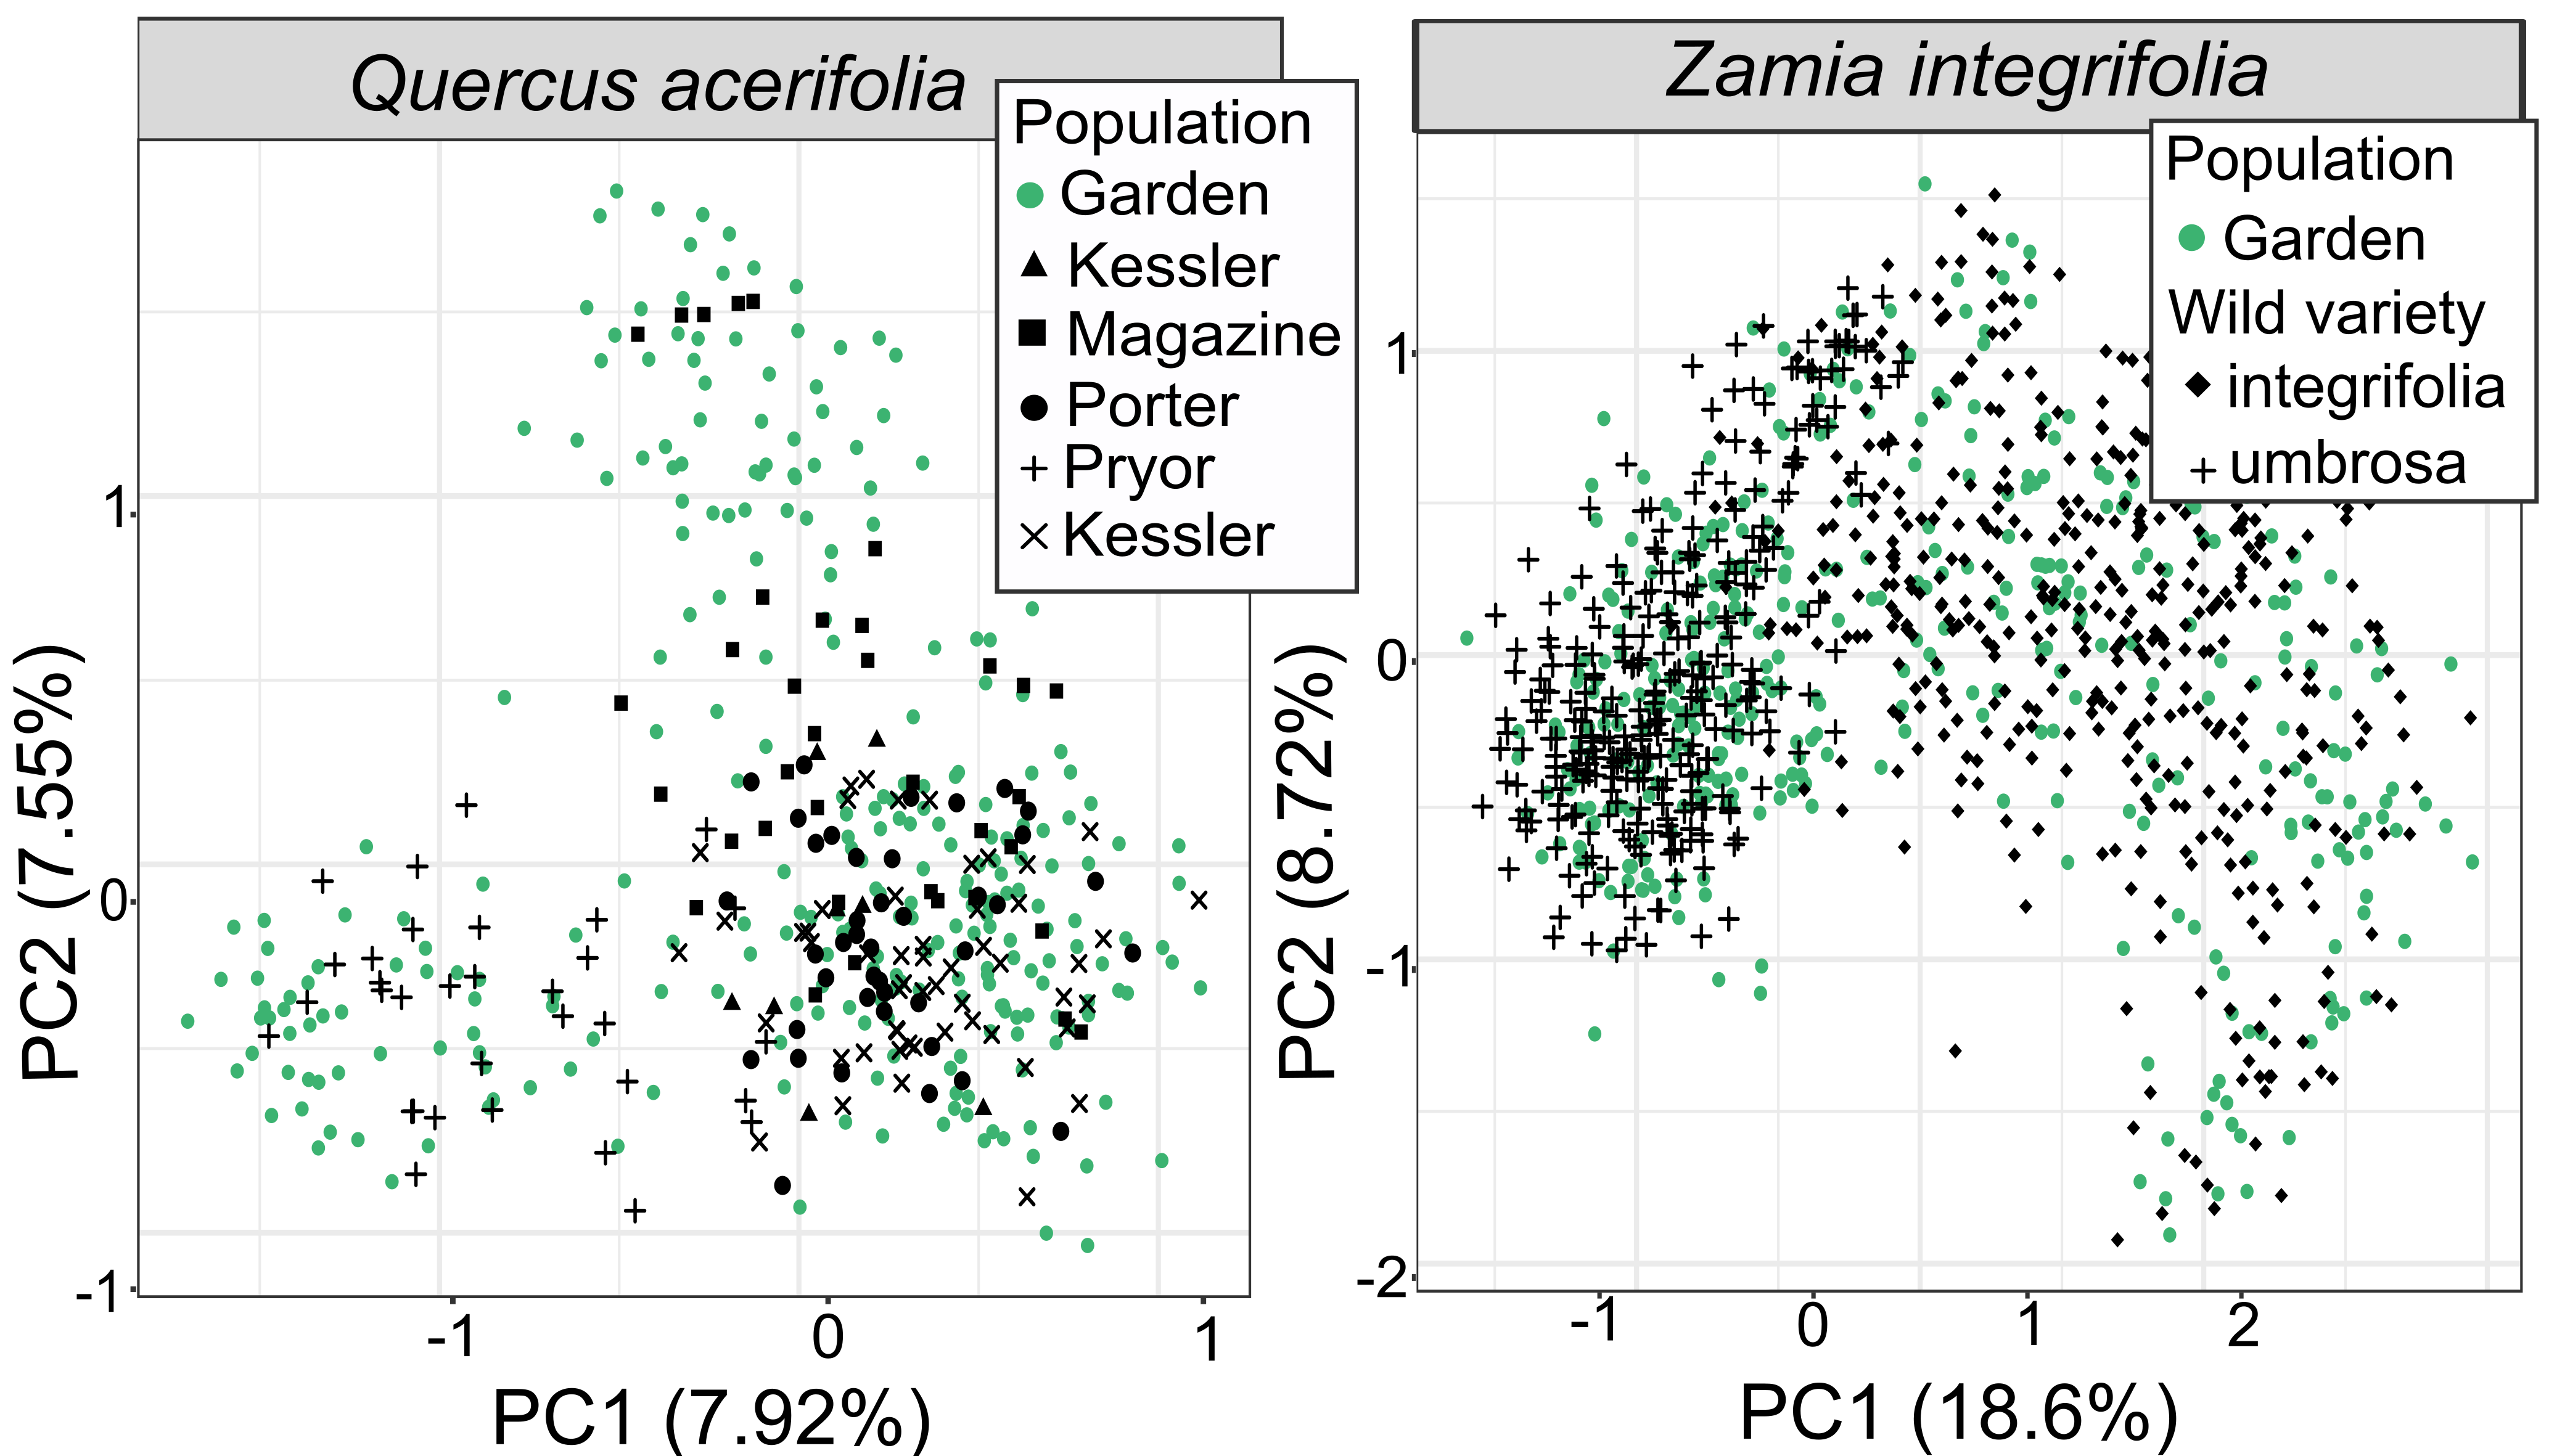 Quercus acerifolia
Population
Garden
Kessler
Magazine
Porter
Pryor
Kessler
1
0
-1
-1
0
1
PC2 (7.55%)
PC1 (7.92%)
Zamia integrifolia
Population
Garden
Wild variety
integrifolia
umbrosa
1
0
-1
-2
-1
0
1
2
PC2 (8.72%)
PC1 (18.6%)